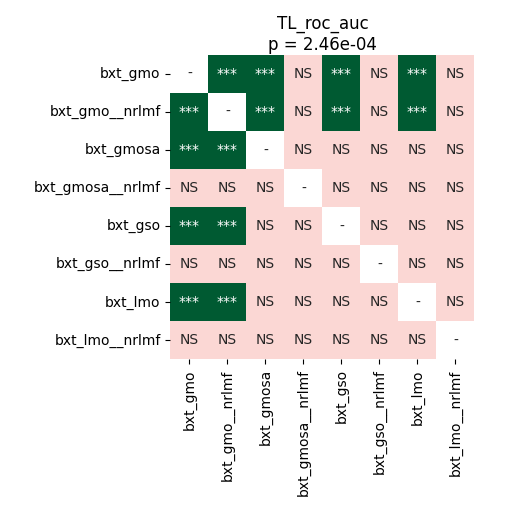 TL_roc_auc
p = 2.46e-04
bxt_gmo - *** *** NS *** NS *** NS
bxt_gmo__nrlmf *** - *** NS *** NS *** NS
bxt_gmosa *** *** - NS NS NS NS NS
bxt_gmosa__nrlmf NS NS NS - NS NS NS NS
bxt_gso *** *** NS NS - NS NS NS
bxt_gso__nrlmf NS NS NS NS NS - NS NS
bxt_lmo *** *** NS NS NS NS - NS
bxt_lmo__nrlmf NS NS NS NS NS NS NS -
bxt_gmo
bxt_gmo__nrlmf
bxt_gmosa
bxt_gmosa__nrlmf
bxt_gso
bxt_gso__nrlmf
bxt_lmo
bxt_lmo__nrlmf